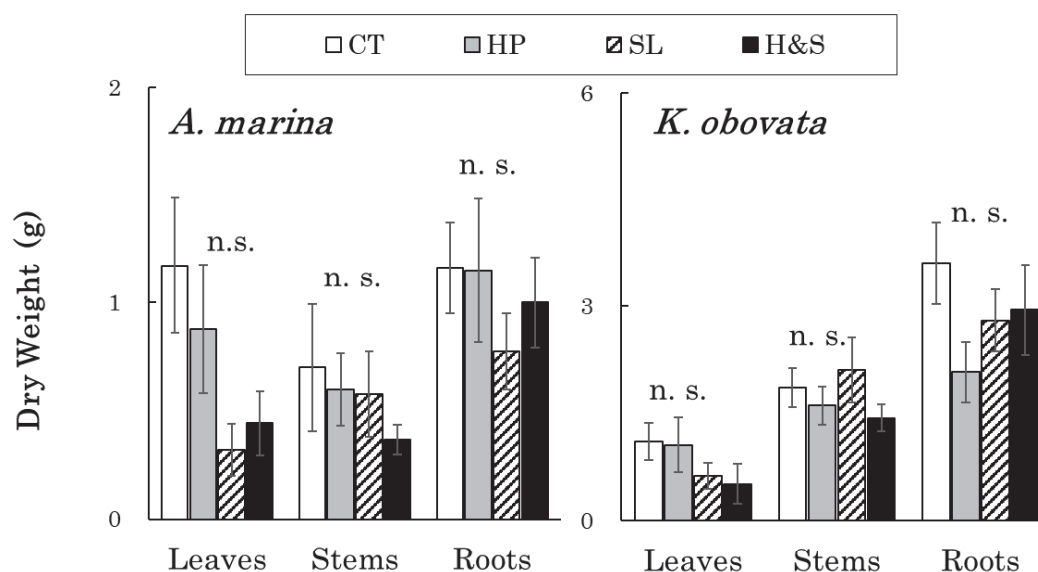 CT HP SL H&S
Dry Weight (g)
2
1
0
A. marina
n.s.
n. s.
n. s.
Leaves Stems Roots
6
3
0
K. obovata
n. s.
n. s.
n. s.
Leaves Stems Roots